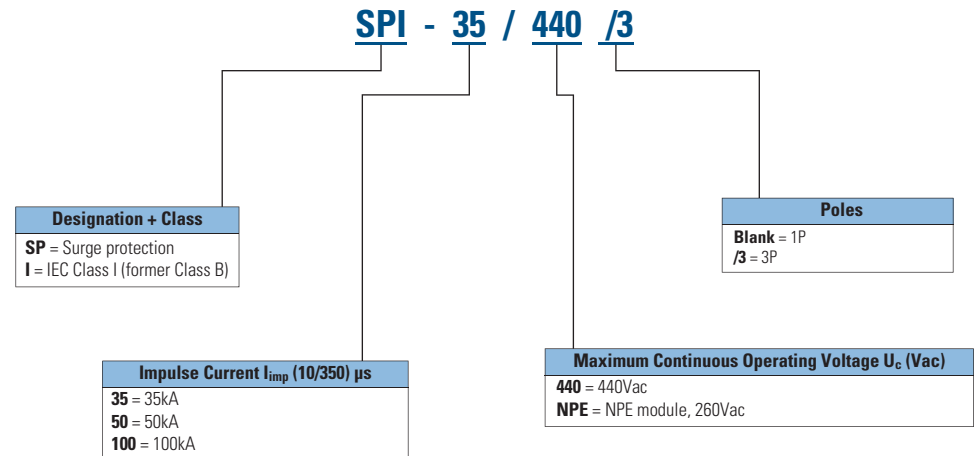 SPI - 35 / 440 /3
Designation + Class
SP = Surge protection
I = IEC Class I (former Class B)
Poles
Blank = 1P
/3 = 3P
Impulse Current Iimp (10/350) µs
35 = 35kA
50 = 50kA
100 = 100kA
Maximum Continuous Operating Voltage Uc (Vac)
440 = 440Vac
NPE = NPE module, 260Vac